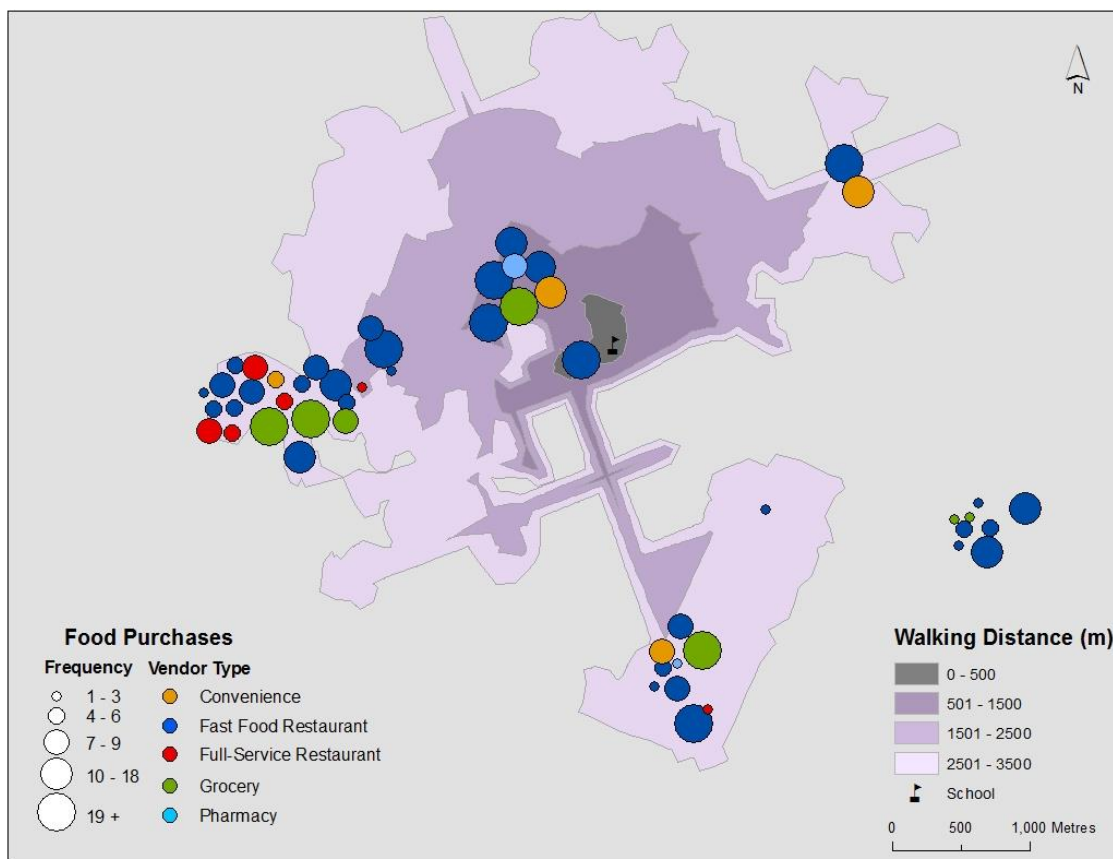 N
Food Purchases
Frequency Vendor Type
1 - 3
4 - 6
7 - 9
10 - 18
19 +
Convenience
Fast Food Restaurant
Full-Service Restaurant
Grocery
Pharmacy
Walking Distance (m)
0 - 500
501 - 1500
1501 - 2500
2501 - 3500
School
0 500 1,000 Metres